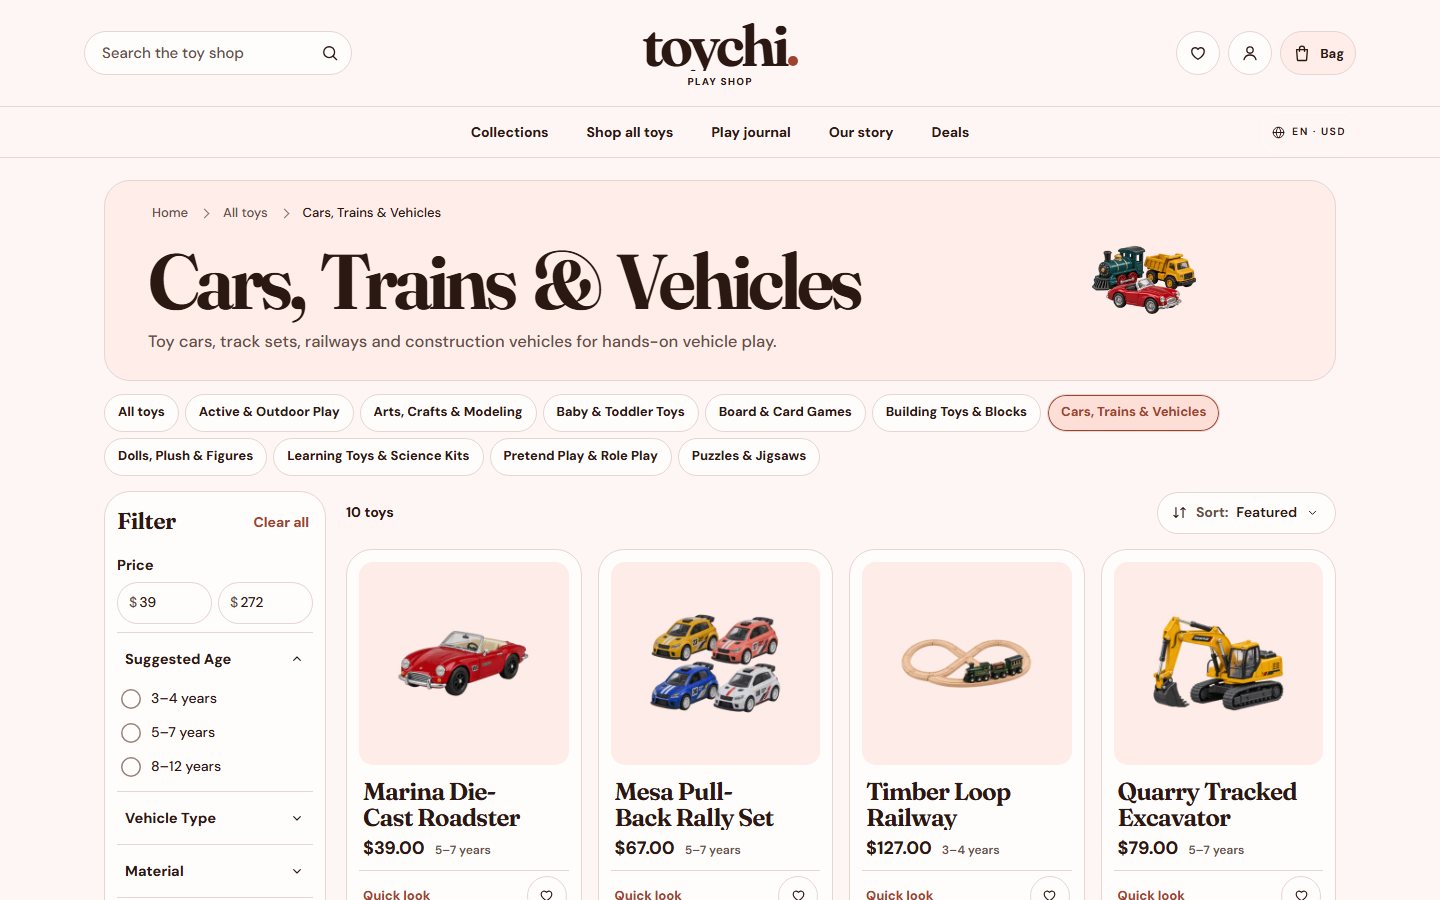 Search the toy shop
toychi.
PLAY SHOP
Bag
Collections
Shop all toys
Play journal
Our story
Deals
EN · USD
Home
All toys
Cars, Trains & Vehicles
Cars, Trains & Vehicles
Toy cars, track sets, railways and construction vehicles for hands-on vehicle play.
All toys
Active & Outdoor Play
Arts, Crafts & Modeling
Baby & Toddler Toys
Board & Card Games
Building Toys & Blocks
Cars, Trains & Vehicles
Dolls, Plush & Figures
Learning Toys & Science Kits
Pretend Play & Role Play
Puzzles & Jigsaws
Filter
Clear all
Price
$ 39
$ 272
Suggested Age
3–4 years
5–7 years
8–12 years
Vehicle Type
Material
10 toys
Sort: Featured
Marina Die-
Cast Roadster
$39.00 5–7 years
Quick look
Mesa Pull-
Back Rally Set
$67.00 5–7 years
Quick look
Timber Loop
Railway
$127.00 3–4 years
Quick look
Quarry Tracked
Excavator
$79.00 5–7 years
Quick look